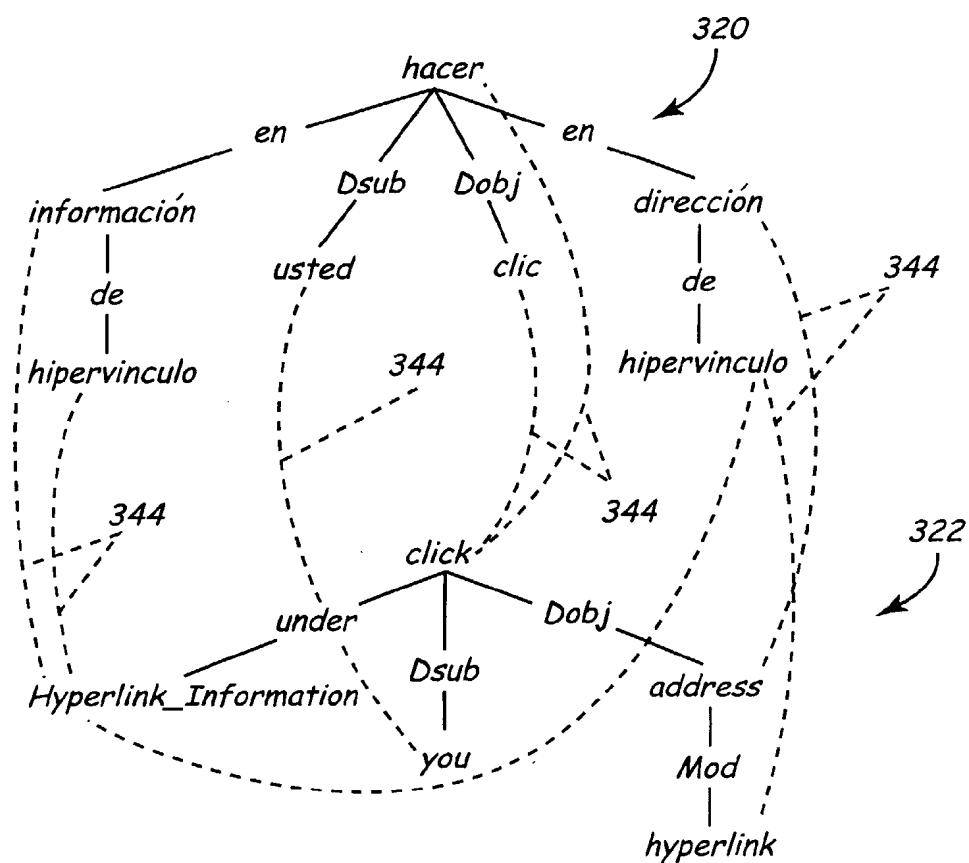 320
hacer
en
en
Dsub
Dobj
información
dirección
usted
clic
344
de
de
hipervinculo
344
hipervinculo
344
344
322
click
under
Dobj
Dsub
Hyperlink_Information
address
you
Mod
hyperlink